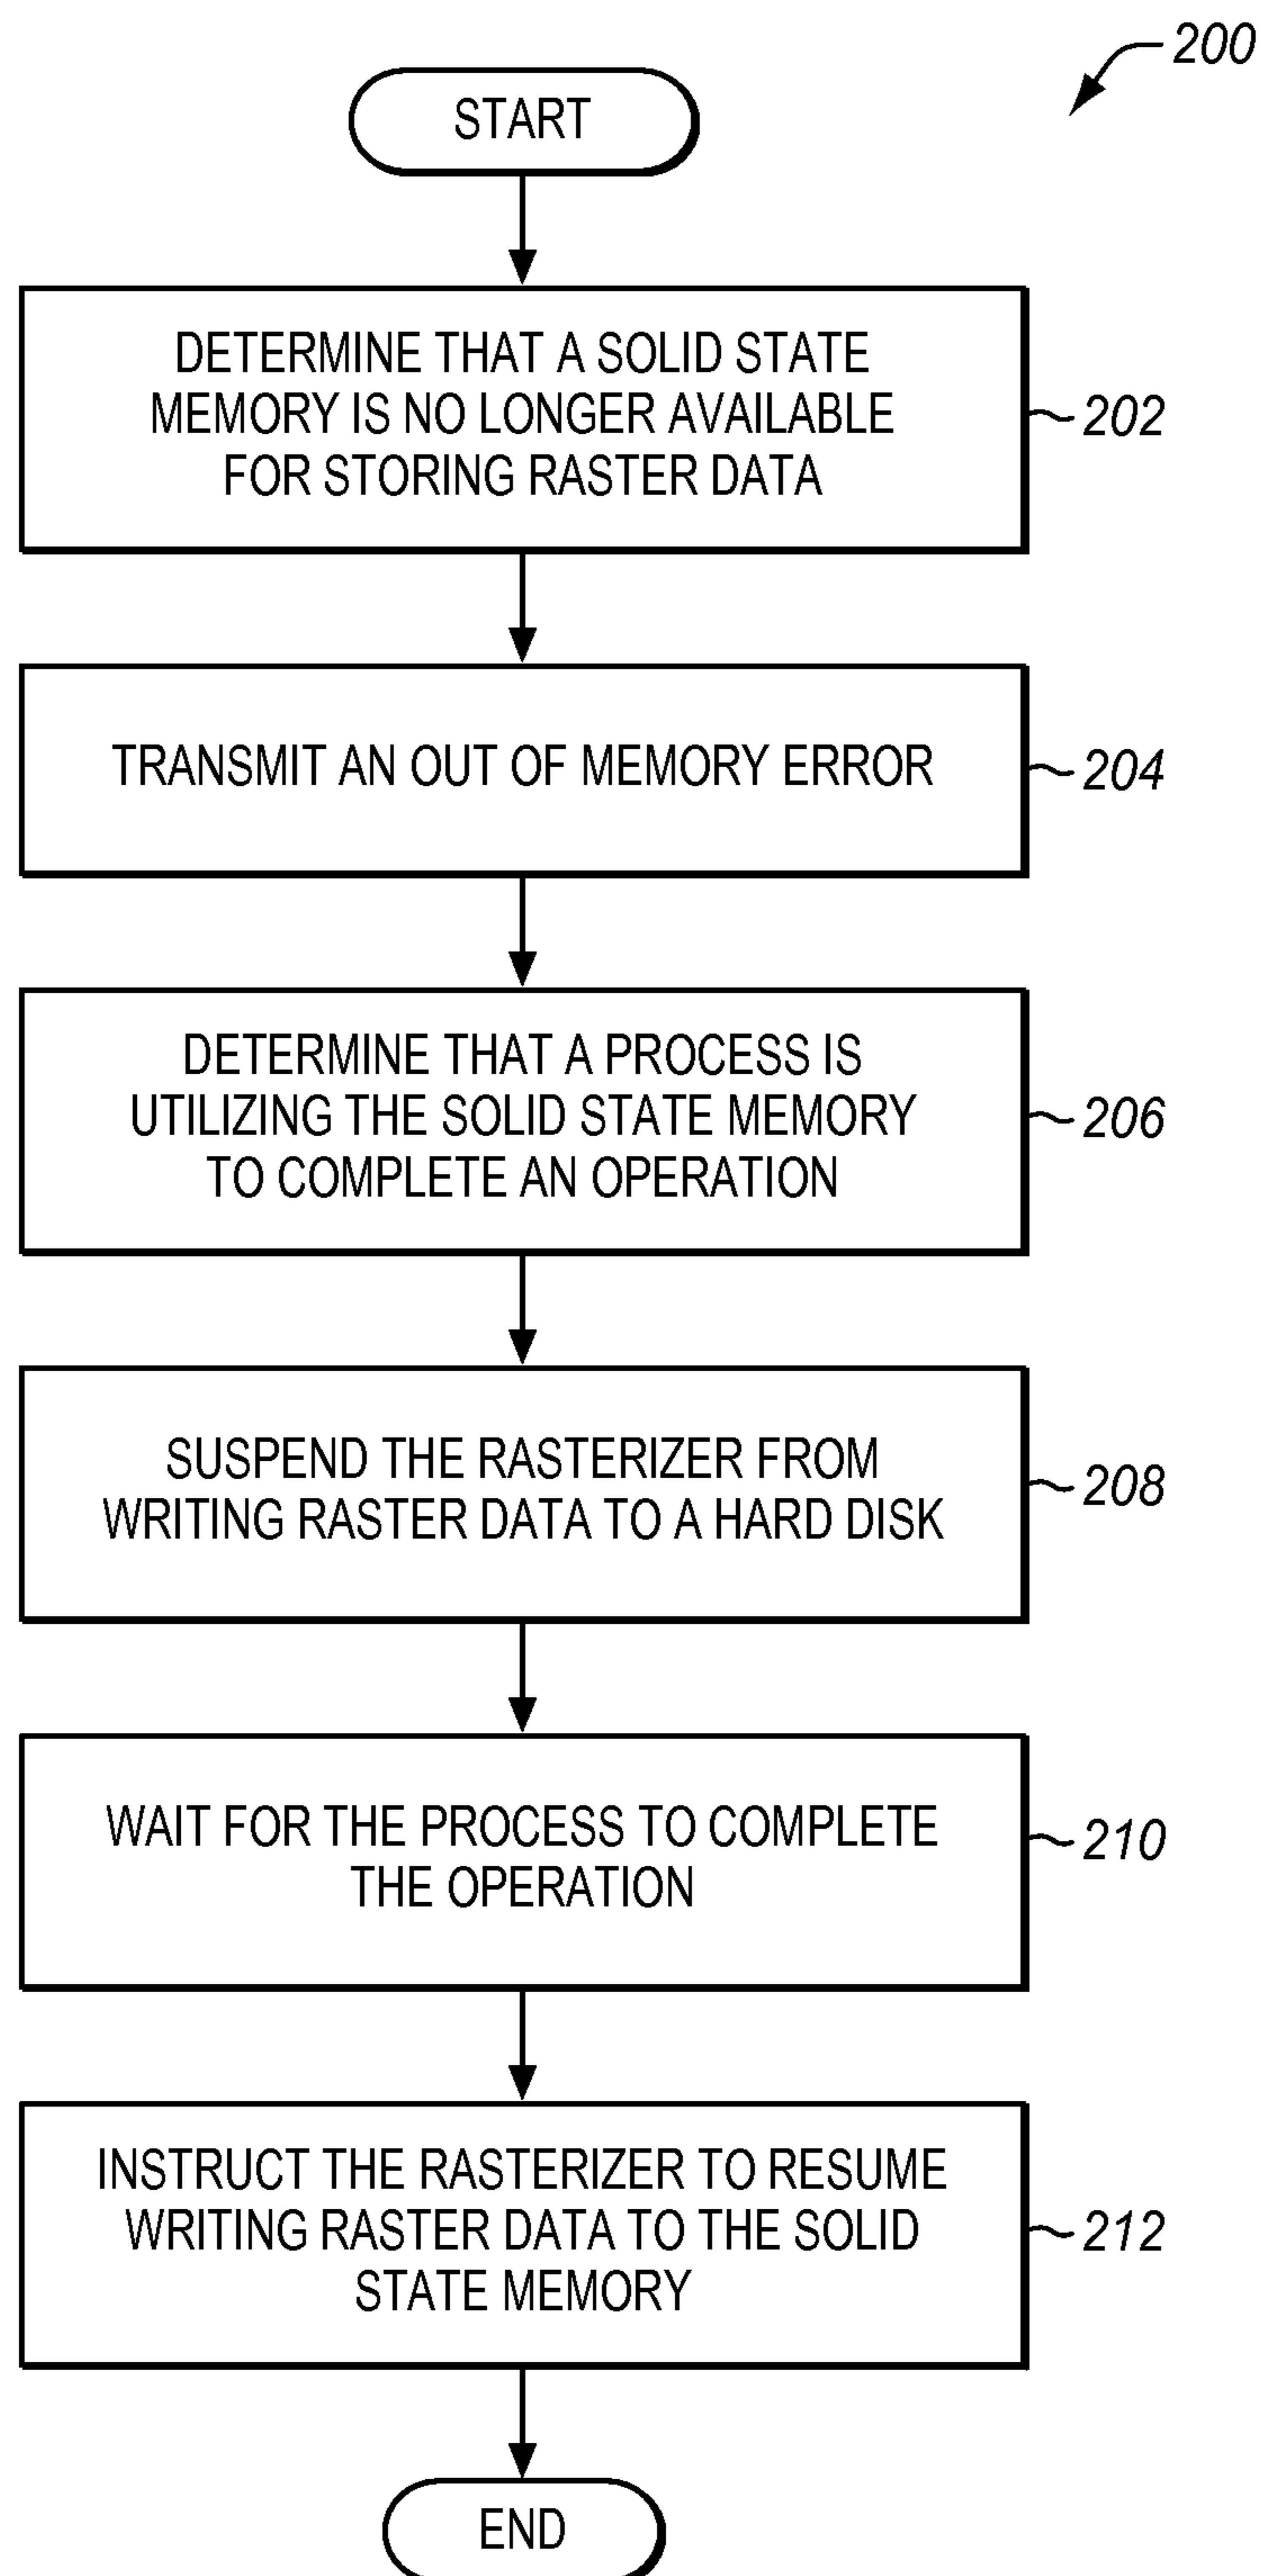 200
START
DETERMINE THAT A SOLID STATE
MEMORY IS NO LONGER AVAILABLE
FOR STORING RASTER DATA
202
TRANSMIT AN OUT OF MEMORY ERROR
204
DETERMINE THAT A PROCESS IS
UTILIZING THE SOLID STATE MEMORY
TO COMPLETE AN OPERATION
206
SUSPEND THE RASTERIZER FROM
WRITING RASTER DATA TO A HARD DISK
208
WAIT FOR THE PROCESS TO COMPLETE
THE OPERATION
210
INSTRUCT THE RASTERIZER TO RESUME
WRITING RASTER DATA TO THE SOLID
STATE MEMORY
212
END